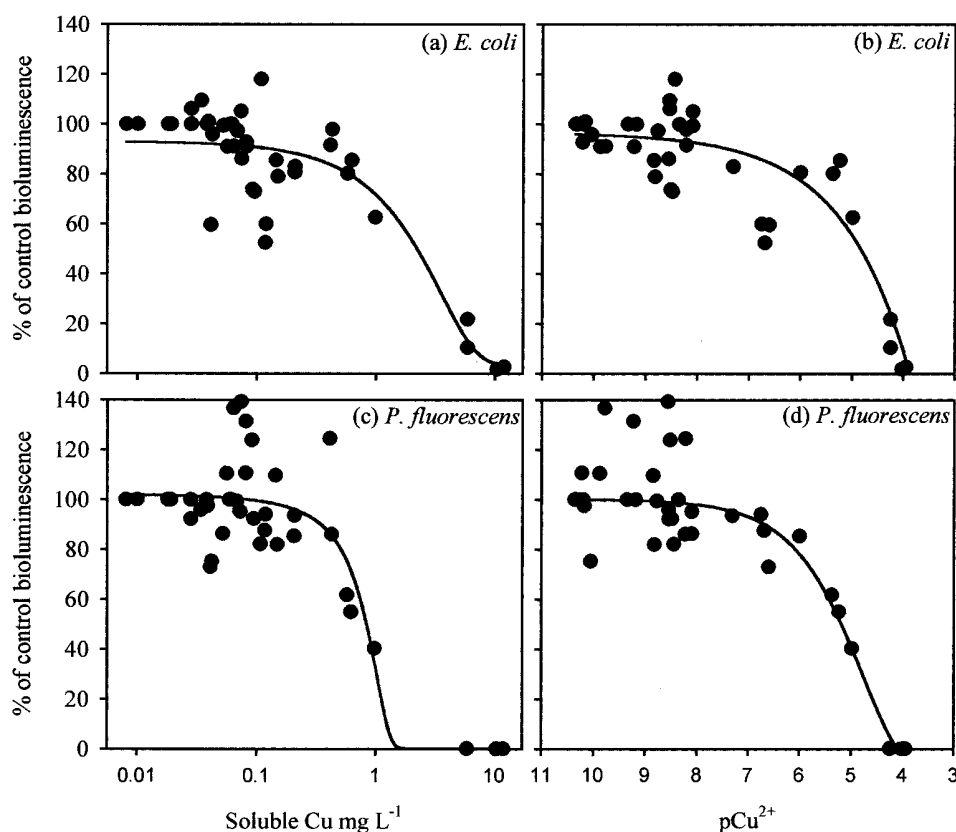 (a) E. coli
(b) E. coli
% of control bioluminescence
140
120
100
80
60
40
20
0
(c) P. fluorescens
(d) P. fluorescens
% of control bioluminescence
140
120
100
80
60
40
20
0
0.01 0.1 1 10
11 10 9 8 7 6 5 4 3
Soluble Cu mg L⁻¹
pCu²⁺